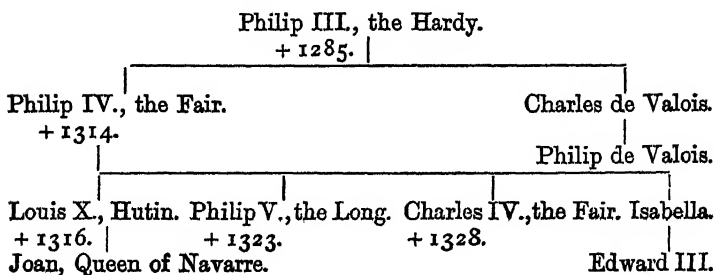 Philip III., the Hardy.
+ 1285.
Philip IV., the Fair. Charles de Valois.
+ 1314.
Philip de Valois.
Louis X., Hutin. Philip V., the Long. Charles IV., the Fair. Isabella.
+ 1316. + 1323. + 1328.
Joan, Queen of Navarre. Edward III.